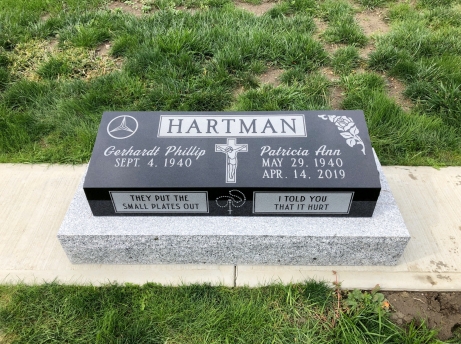 HARTMAN
Gerhardt Phillip
SEPT. 4, 1940
Patricia Ann
MAY 29, 1940
APR. 14, 2019
THEY PUT THE
SMALL PLATES OUT
I TOLD YOU
THAT IT HURT